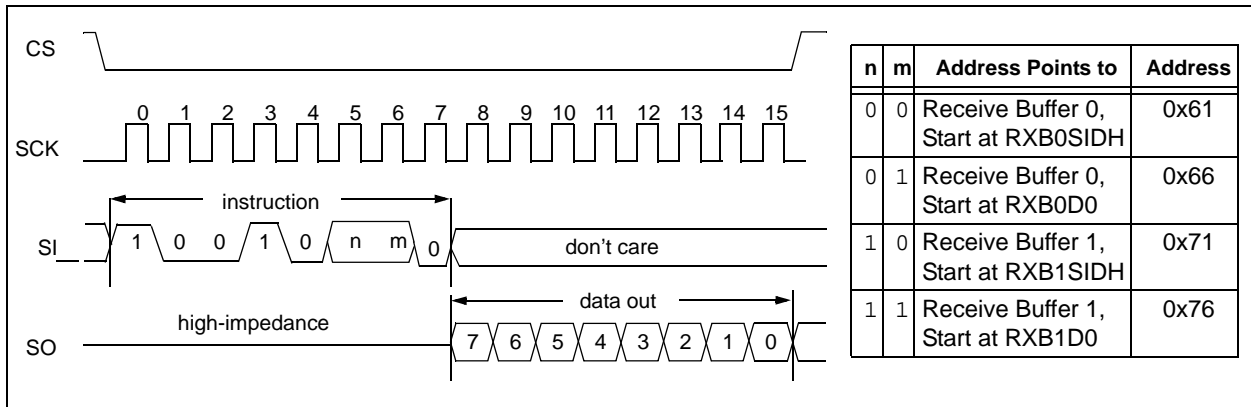 CS
SCK
0 1 2 3 4 5 6 7 8 9 10 11 12 13 14 15
instruction
SI
1 0 0 1 0 n m 0
don't care
data out
high-impedance
SO
7 6 5 4 3 2 1 0
n m Address Points to Address
0 0 Receive Buffer 0, 0x61
Start at RXB0SIDH
0 1 Receive Buffer 0, 0x66
Start at RXB0D0
1 0 Receive Buffer 1, 0x71
Start at RXB1SIDH
1 1 Receive Buffer 1, 0x76
Start at RXB1D0